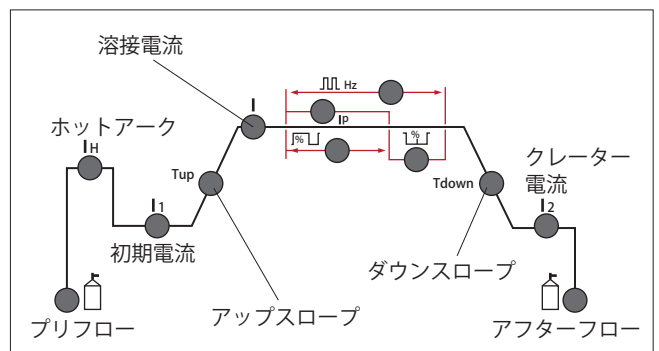 溶接電流
Hz
I
Ip
%
%
ホットアーク
IH
Tup
Tdown
クレーター
電流
I1
I2
初期電流
ダウンスロープ
アップスロープ
プリフロー
アフターフロー